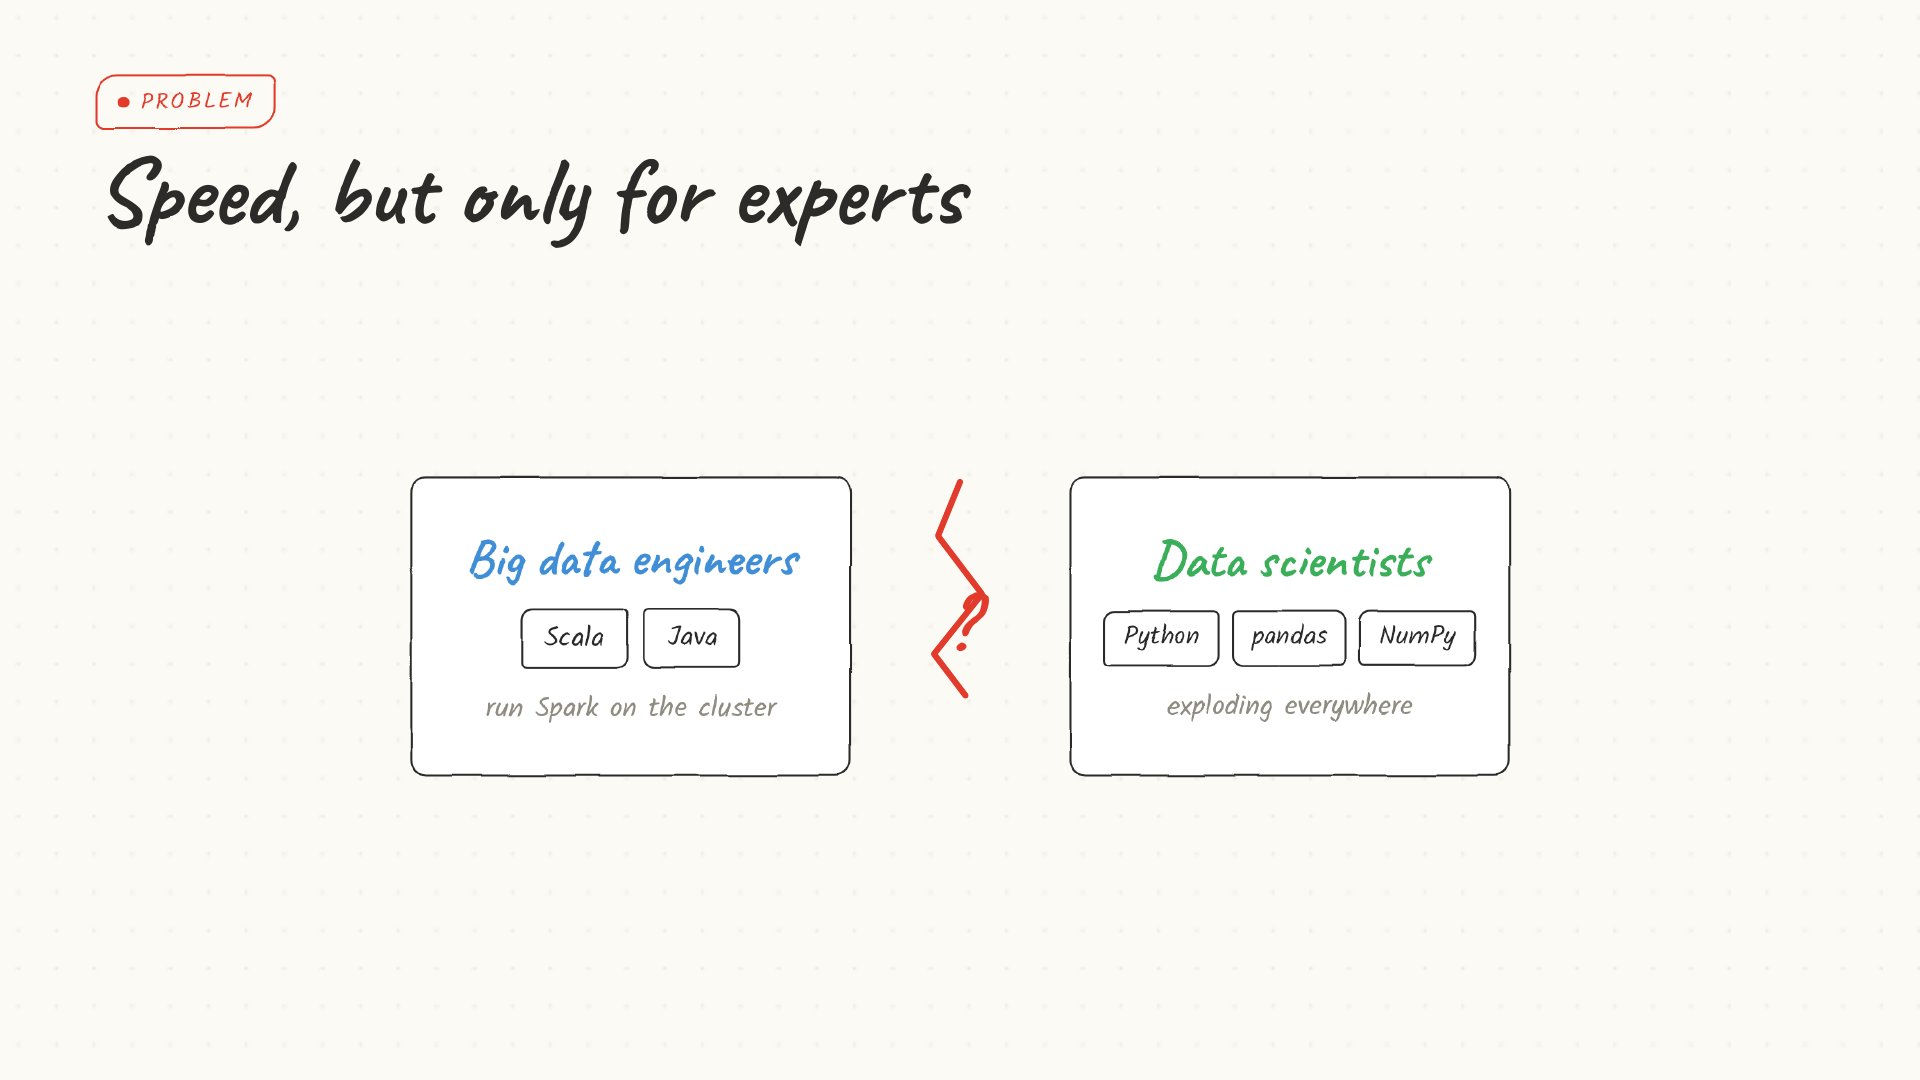 PROBLEM
Speed, but only for experts
Big data engineers
Scala Java
run Spark on the cluster
?
Data scientists
Python pandas NumPy
exploding everywhere